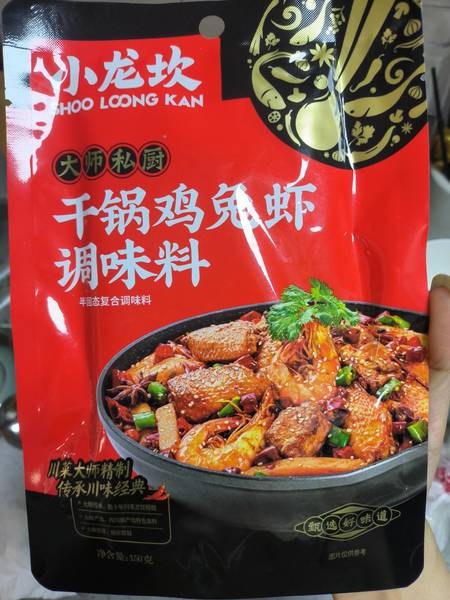 小龙坎
SHOO LOONG KAN
大师私厨
干锅鸡兔虾
调味料
半固态复合调味料
川菜大师精制
传承川味经典
甄选好味道
净含量:150克
图片仅供参考